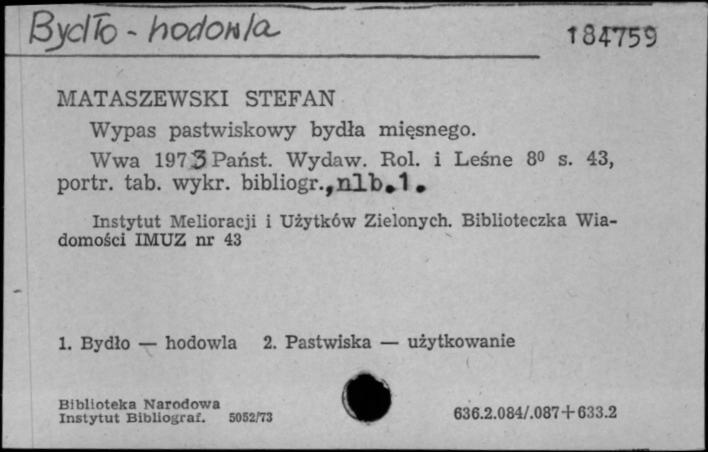 Bydło - hodowla
184759
MATASZEWSKI STEFAN
Wypas pastwiskowy bydła mięsnego.
Wwa 1973 Państ. Wydaw. Rol. i Leśne 8⁰ s. 43,
portr. tab. wykr. bibliogr., nlb.1.
Instytut Melioracji i Użytków Zielonych. Biblioteczka Wia-
domości IMUZ nr 43
1. Bydło — hodowla 2. Pastwiska — użytkowanie
Biblioteka Narodowa
Instytut Bibliograf. 5052/73
636.2.084/.087+633.2